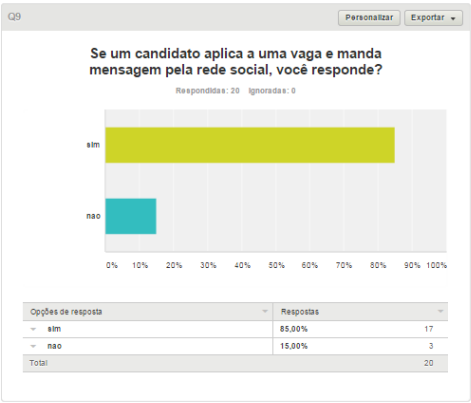 Q9
Personalizar
Exportar
Se um candidato aplica a uma vaga e manda
mensagem pela rede social, você responde?
Respondidas: 20 Ignoradas: 0
sim
nao
0% 10% 20% 30% 40% 50% 60% 70% 80% 90% 100%
Opções de resposta Respostas
sim 85,00% 17
nao 15,00% 3
Total 20